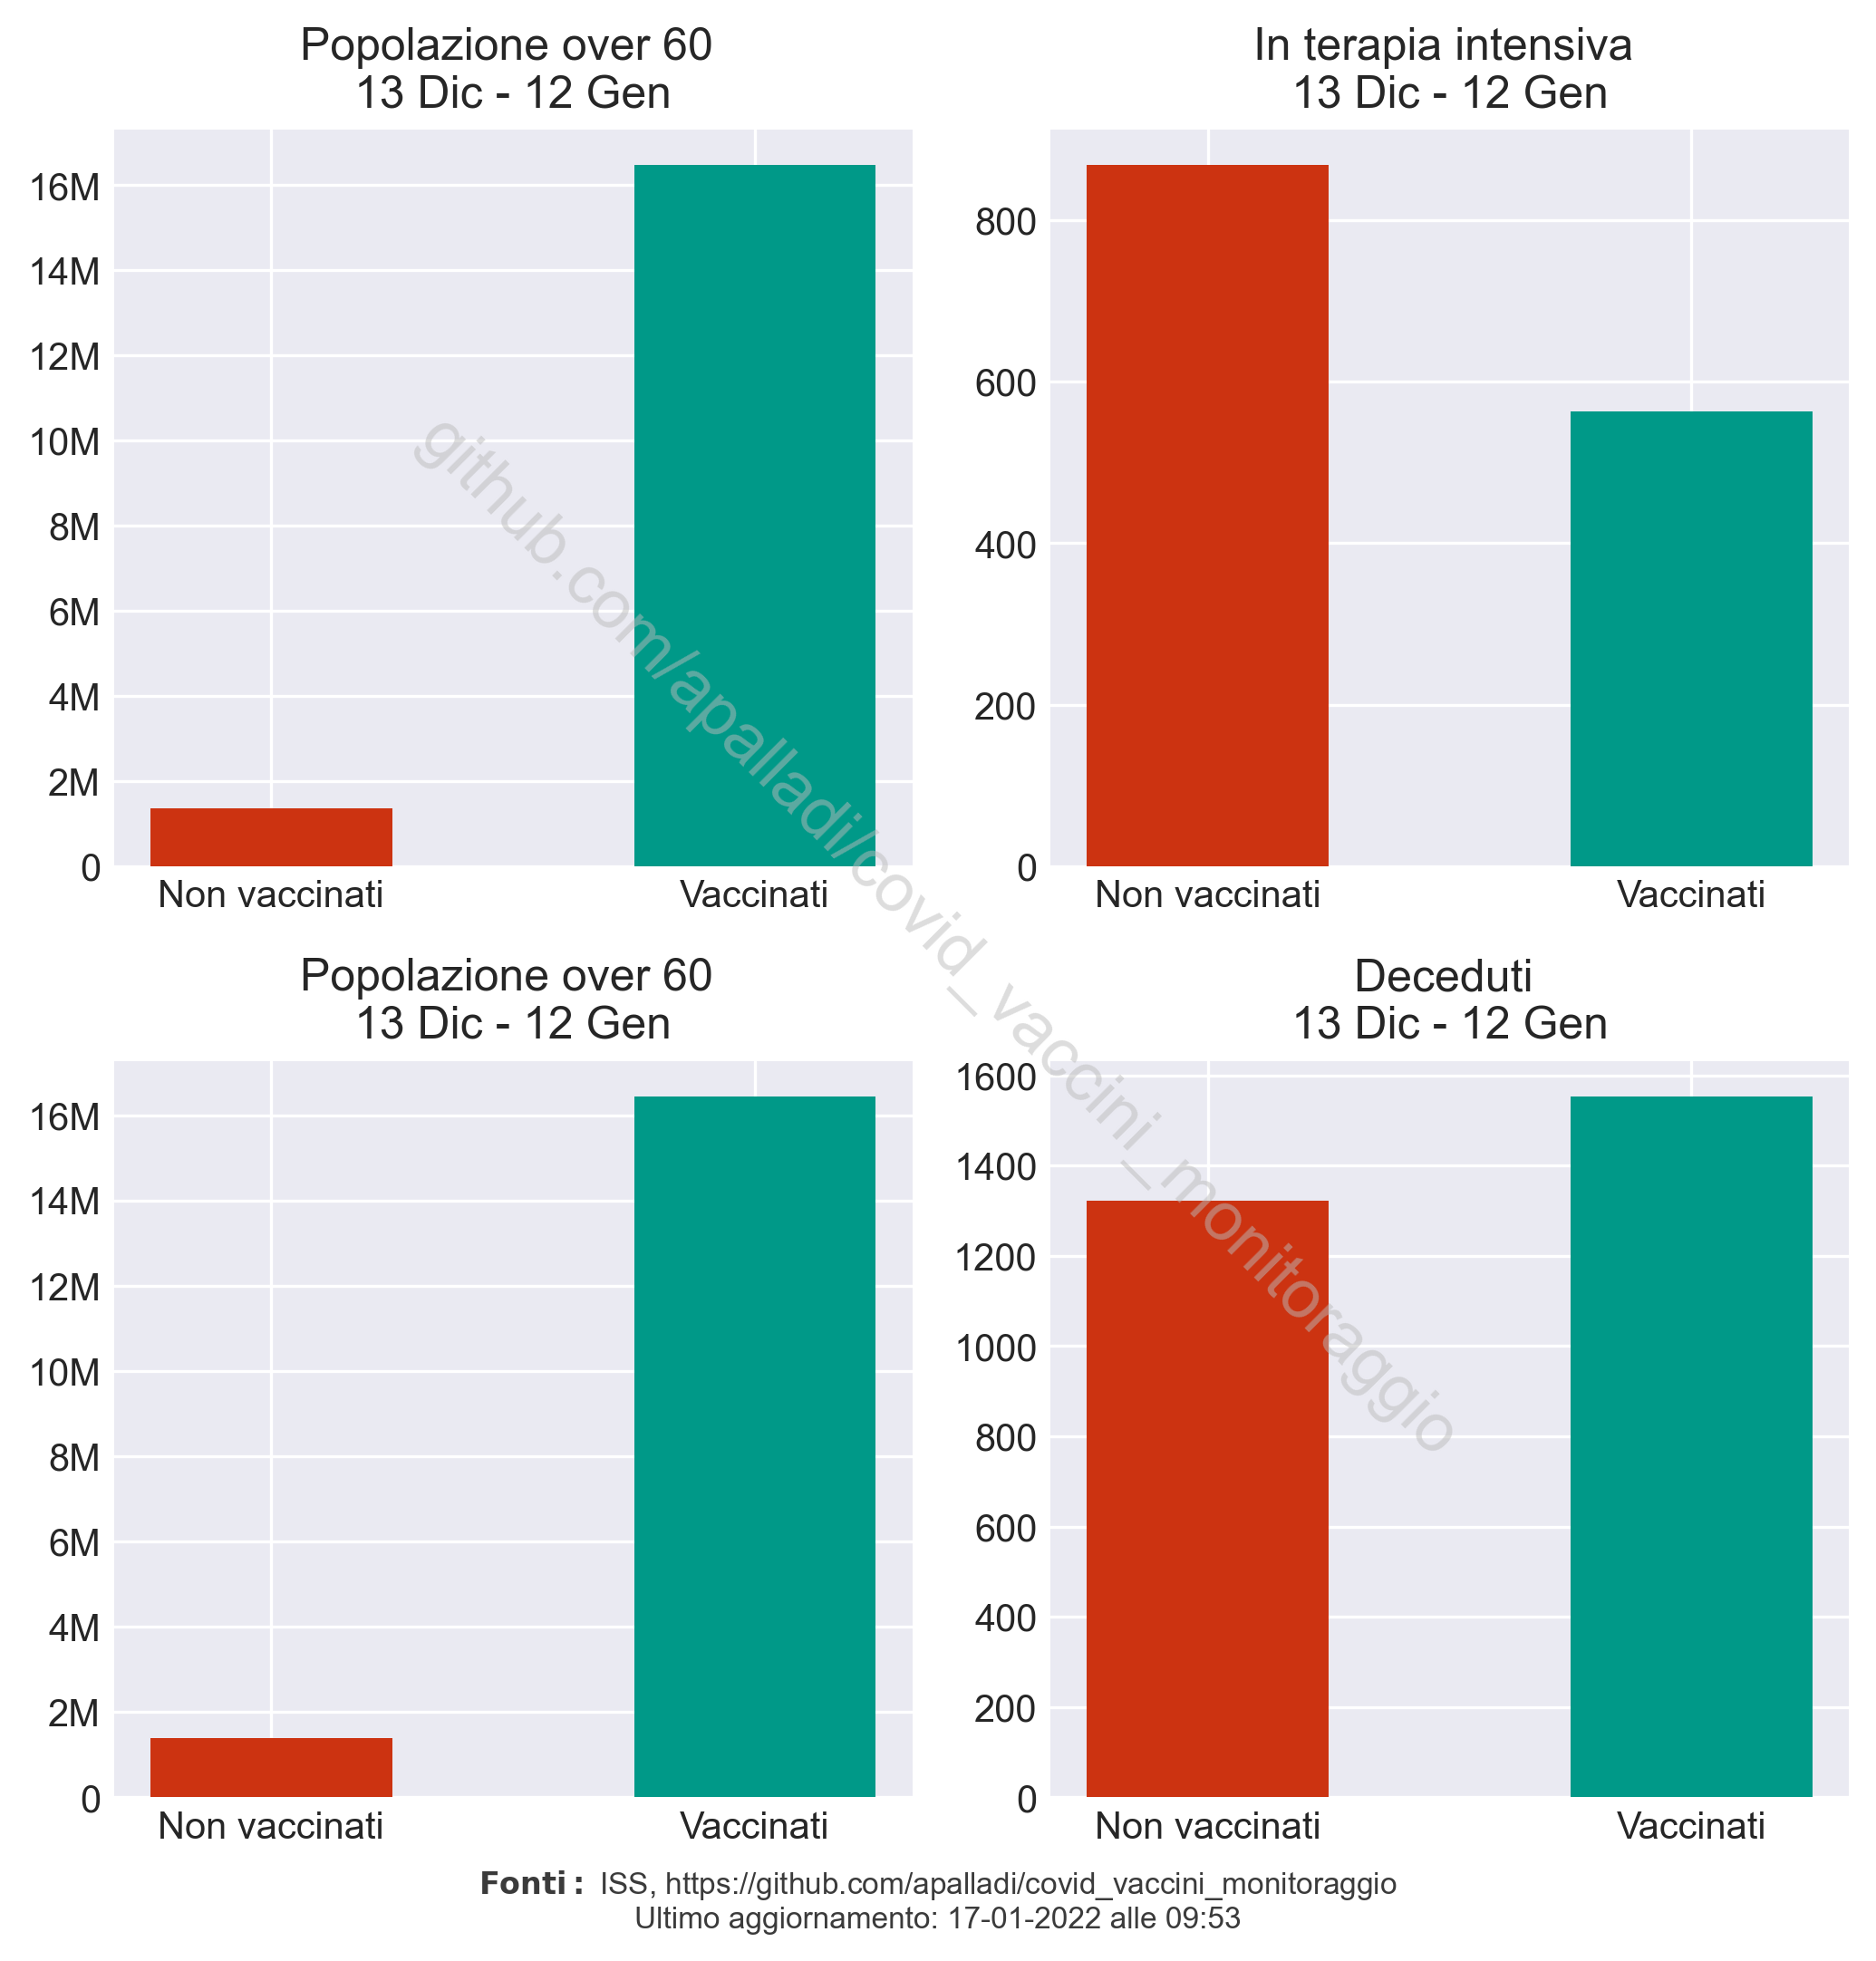 Popolazione over 60
13 Dic - 12 Gen
16M
14M
12M
10M
8M
6M
4M
2M
0
Non vaccinati
Vaccinati
In terapia intensiva
13 Dic - 12 Gen
800
600
400
200
0
Non vaccinati
Vaccinati
Popolazione over 60
13 Dic - 12 Gen
16M
14M
12M
10M
8M
6M
4M
2M
0
Non vaccinati
Vaccinati
Deceduti
13 Dic - 12 Gen
1600
1400
1200
1000
800
600
400
200
0
Non vaccinati
Vaccinati
github.com/apalladi/covid_vaccini_monitoraggio
Fonti: ISS, https://github.com/apalladi/covid_vaccini_monitoraggio
Ultimo aggiornamento: 17-01-2022 alle 09:53